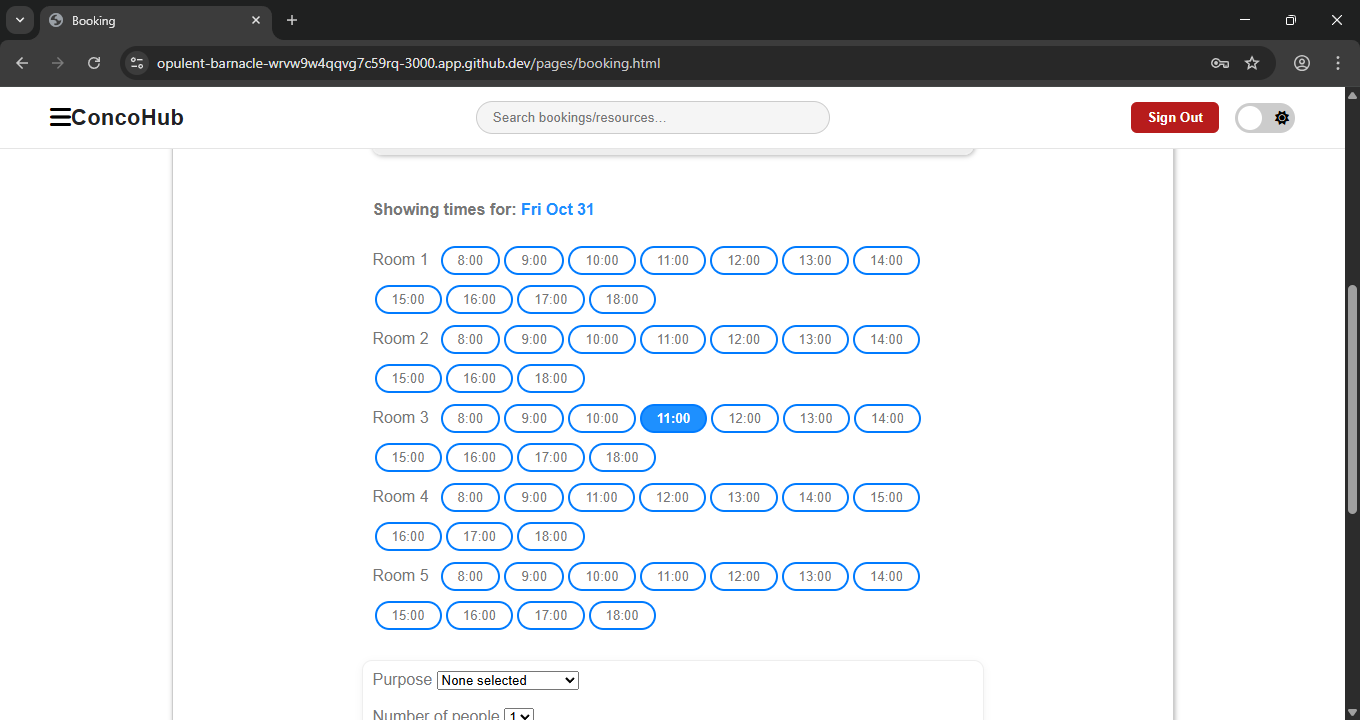 Booking
opulent-barnacle-wrvw9w4qqvg7c59rq-3000.app.github.dev/pages/booking.html
ConcoHub
Search bookings/resources...
Sign Out
Showing times for: Fri Oct 31
Room 1 8:00 9:00 10:00 11:00 12:00 13:00 14:00
15:00 16:00 17:00 18:00
Room 2 8:00 9:00 10:00 11:00 12:00 13:00 14:00
15:00 16:00 18:00
Room 3 8:00 9:00 10:00 11:00 12:00 13:00 14:00
15:00 16:00 17:00 18:00
Room 4 8:00 9:00 11:00 12:00 13:00 14:00 15:00
16:00 17:00 18:00
Room 5 8:00 9:00 10:00 11:00 12:00 13:00 14:00
15:00 16:00 17:00 18:00
Purpose None selected
Number of people 1